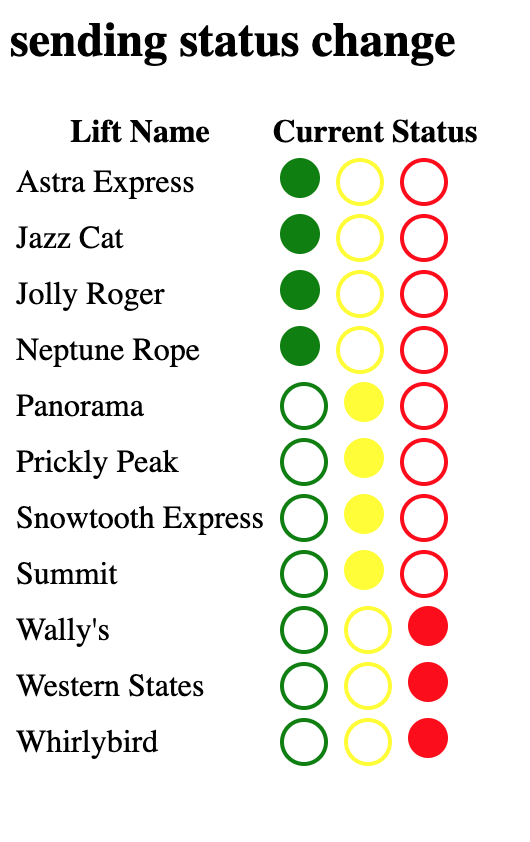 sending status change
Lift Name Current Status
Astra Express
Jazz Cat
Jolly Roger
Neptune Rope
Panorama
Prickly Peak
Snowtooth Express
Summit
Wally's
Western States
Whirlybird